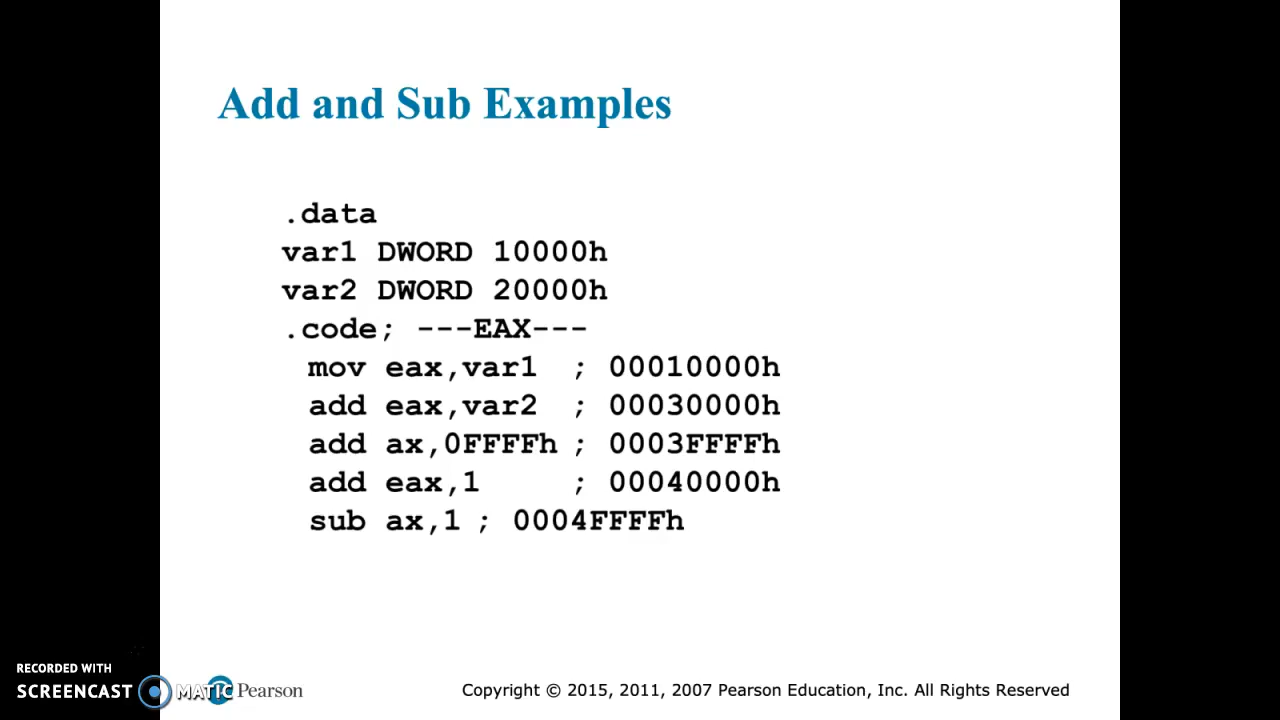 Add and Sub Examples
.data
var1 DWORD 10000h
var2 DWORD 20000h
.code; ---EAX---
mov eax,var1 ; 00010000h
add eax,var2 ; 00030000h
add ax,0FFFFh ; 0003FFFFh
add eax,1 ; 00040000h
sub ax,1 ; 0004FFFFh
RECORDED WITH
SCREENCAST MATIC
Pearson
Copyright © 2015, 2011, 2007 Pearson Education, Inc. All Rights Reserved